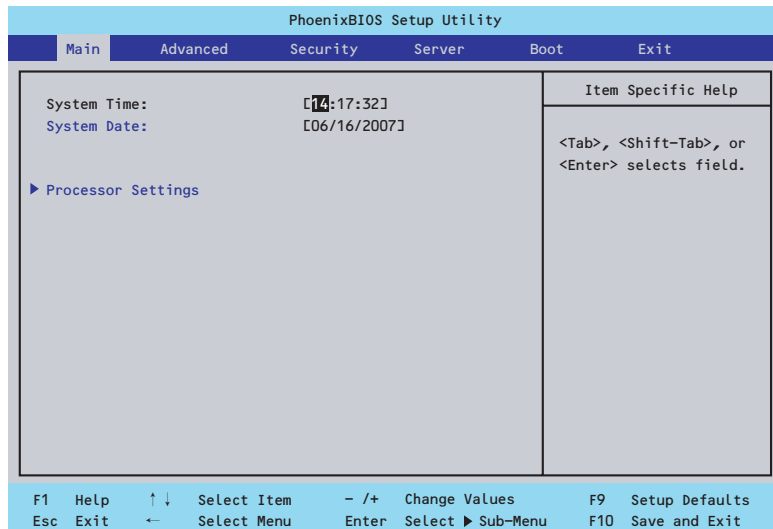 PhoenixBIOS Setup Utility
Main Advanced Security Server Boot Exit
System Time: [14:17:32]
System Date: [06/16/2007]
▶ Processor Settings
Item Specific Help
<Tab>, <Shift-Tab>, or
<Enter> selects field.
F1 Help ↑↓ Select Item - /+ Change Values F9 Setup Defaults
Esc Exit ← Select Menu Enter Select ▶ Sub-Menu F10 Save and Exit